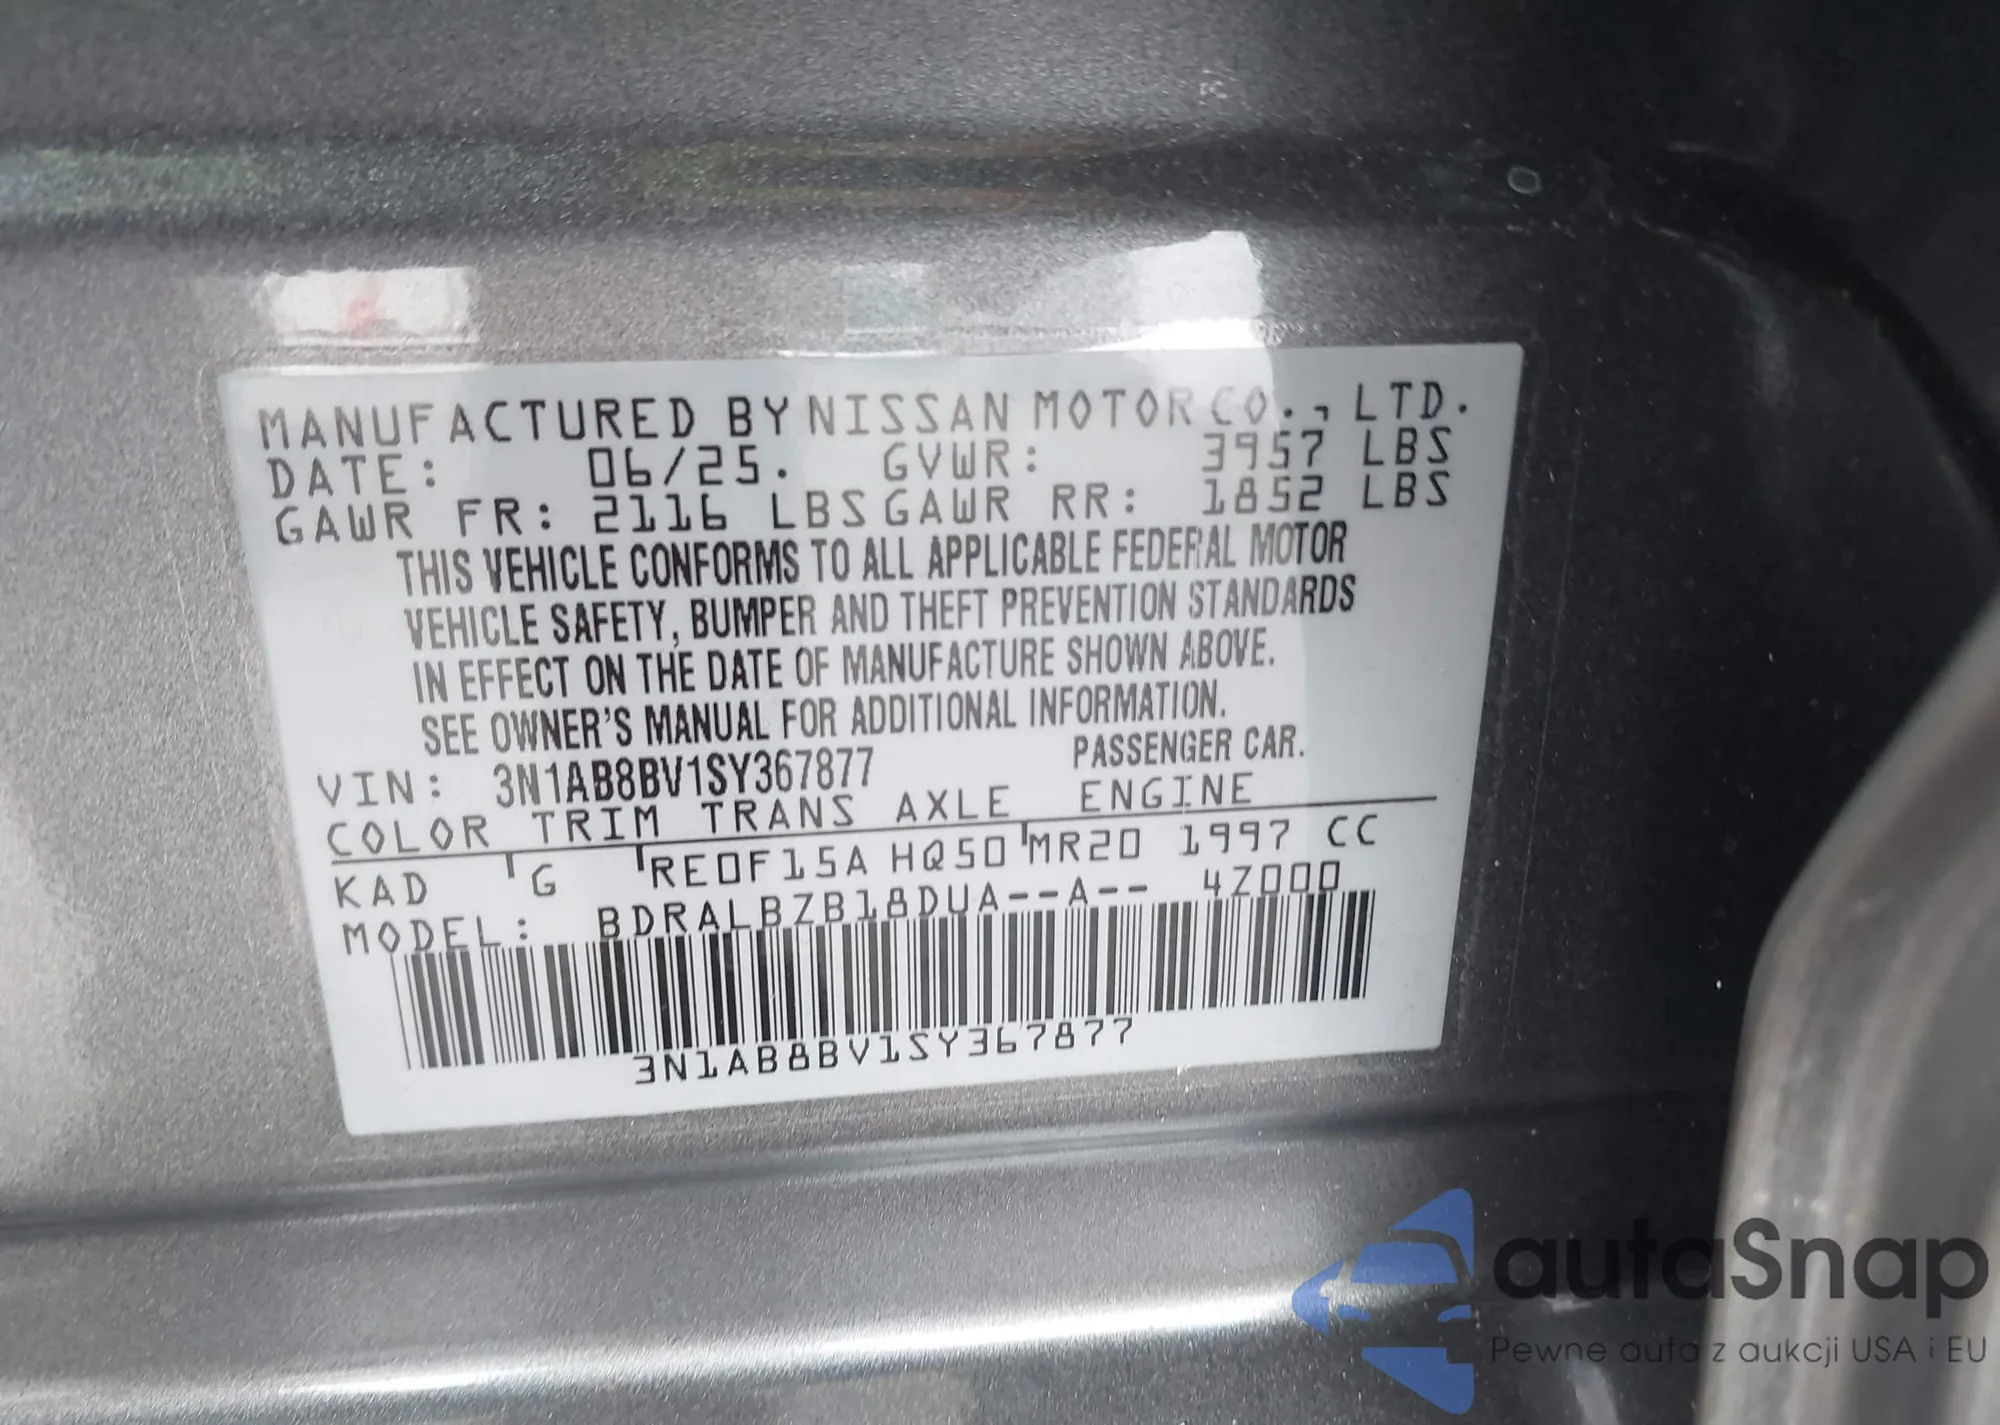 MANUFACTURED BY NISSAN MOTOR CO., LTD.
DATE: 06/25. GVWR: 3957 LBS
GAWR FR: 2116 LBS GAWR RR: 1852 LBS
THIS VEHICLE CONFORMS TO ALL APPLICABLE FEDERAL MOTOR
VEHICLE SAFETY, BUMPER AND THEFT PREVENTION STANDARDS
IN EFFECT ON THE DATE OF MANUFACTURE SHOWN ABOVE.
SEE OWNER'S MANUAL FOR ADDITIONAL INFORMATION.
VIN: 3N1AB8BV1SY367877 PASSENGER CAR.
COLOR TRIM TRANS AXLE ENGINE
KAD G RE0F15A HQ50 MR20 1997 CC
MODEL: BDRALBZB18DUA--A-- 4Z000
3N1AB8BV1SY367877
autaSnap
Pewne auta z aukcji USA i EU